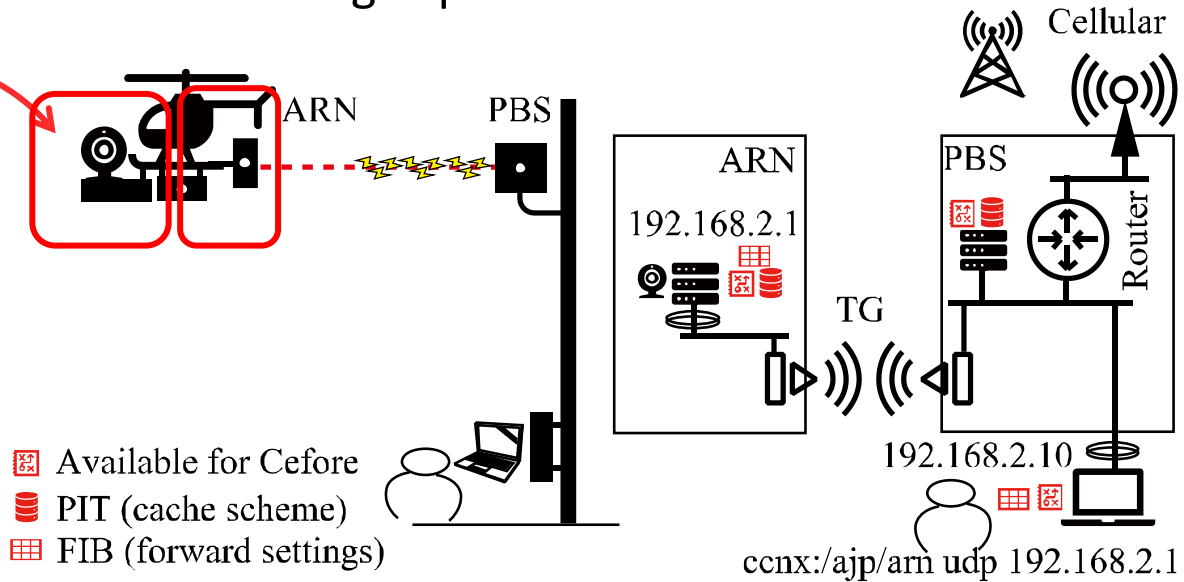 Cellular
ARN
PBS
ARN
PBS
192.168.2.1
Router
TG
192.168.2.10
Available for Cefore
PIT (cache scheme)
FIB (forward settings)
ccnx:/ajp/arn udp 192.168.2.1